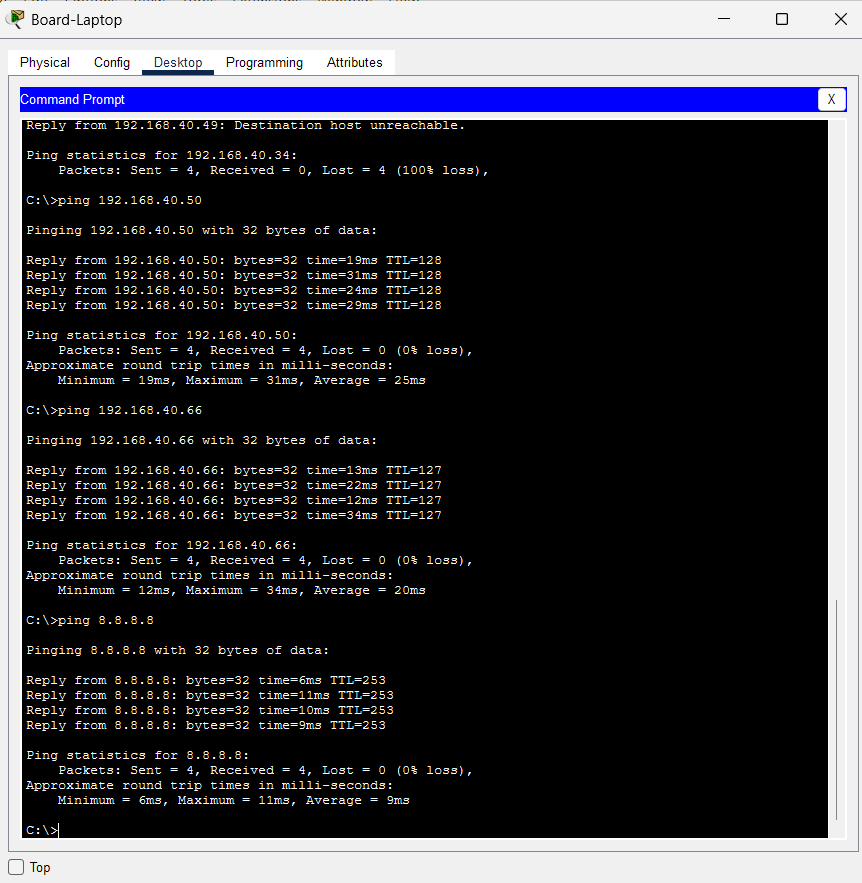 Board-Laptop
Physical Config Desktop Programming Attributes
Command Prompt X
Reply from 192.168.40.49: Destination host unreachable.
Ping statistics for 192.168.40.34:
Packets: Sent = 4, Received = 0, Lost = 4 (100% loss),
C:\>ping 192.168.40.50
Pinging 192.168.40.50 with 32 bytes of data:
Reply from 192.168.40.50: bytes=32 time=19ms TTL=128
Reply from 192.168.40.50: bytes=32 time=31ms TTL=128
Reply from 192.168.40.50: bytes=32 time=24ms TTL=128
Reply from 192.168.40.50: bytes=32 time=29ms TTL=128
Ping statistics for 192.168.40.50:
Packets: Sent = 4, Received = 4, Lost = 0 (0% loss),
Approximate round trip times in milli-seconds:
Minimum = 19ms, Maximum = 31ms, Average = 25ms
C:\>ping 192.168.40.66
Pinging 192.168.40.66 with 32 bytes of data:
Reply from 192.168.40.66: bytes=32 time=13ms TTL=127
Reply from 192.168.40.66: bytes=32 time=22ms TTL=127
Reply from 192.168.40.66: bytes=32 time=12ms TTL=127
Reply from 192.168.40.66: bytes=32 time=34ms TTL=127
Ping statistics for 192.168.40.66:
Packets: Sent = 4, Received = 4, Lost = 0 (0% loss),
Approximate round trip times in milli-seconds:
Minimum = 12ms, Maximum = 34ms, Average = 20ms
C:\>ping 8.8.8.8
Pinging 8.8.8.8 with 32 bytes of data:
Reply from 8.8.8.8: bytes=32 time=6ms TTL=253
Reply from 8.8.8.8: bytes=32 time=11ms TTL=253
Reply from 8.8.8.8: bytes=32 time=10ms TTL=253
Reply from 8.8.8.8: bytes=32 time=9ms TTL=253
Ping statistics for 8.8.8.8:
Packets: Sent = 4, Received = 4, Lost = 0 (0% loss),
Approximate round trip times in milli-seconds:
Minimum = 6ms, Maximum = 11ms, Average = 9ms
C:\>
Top